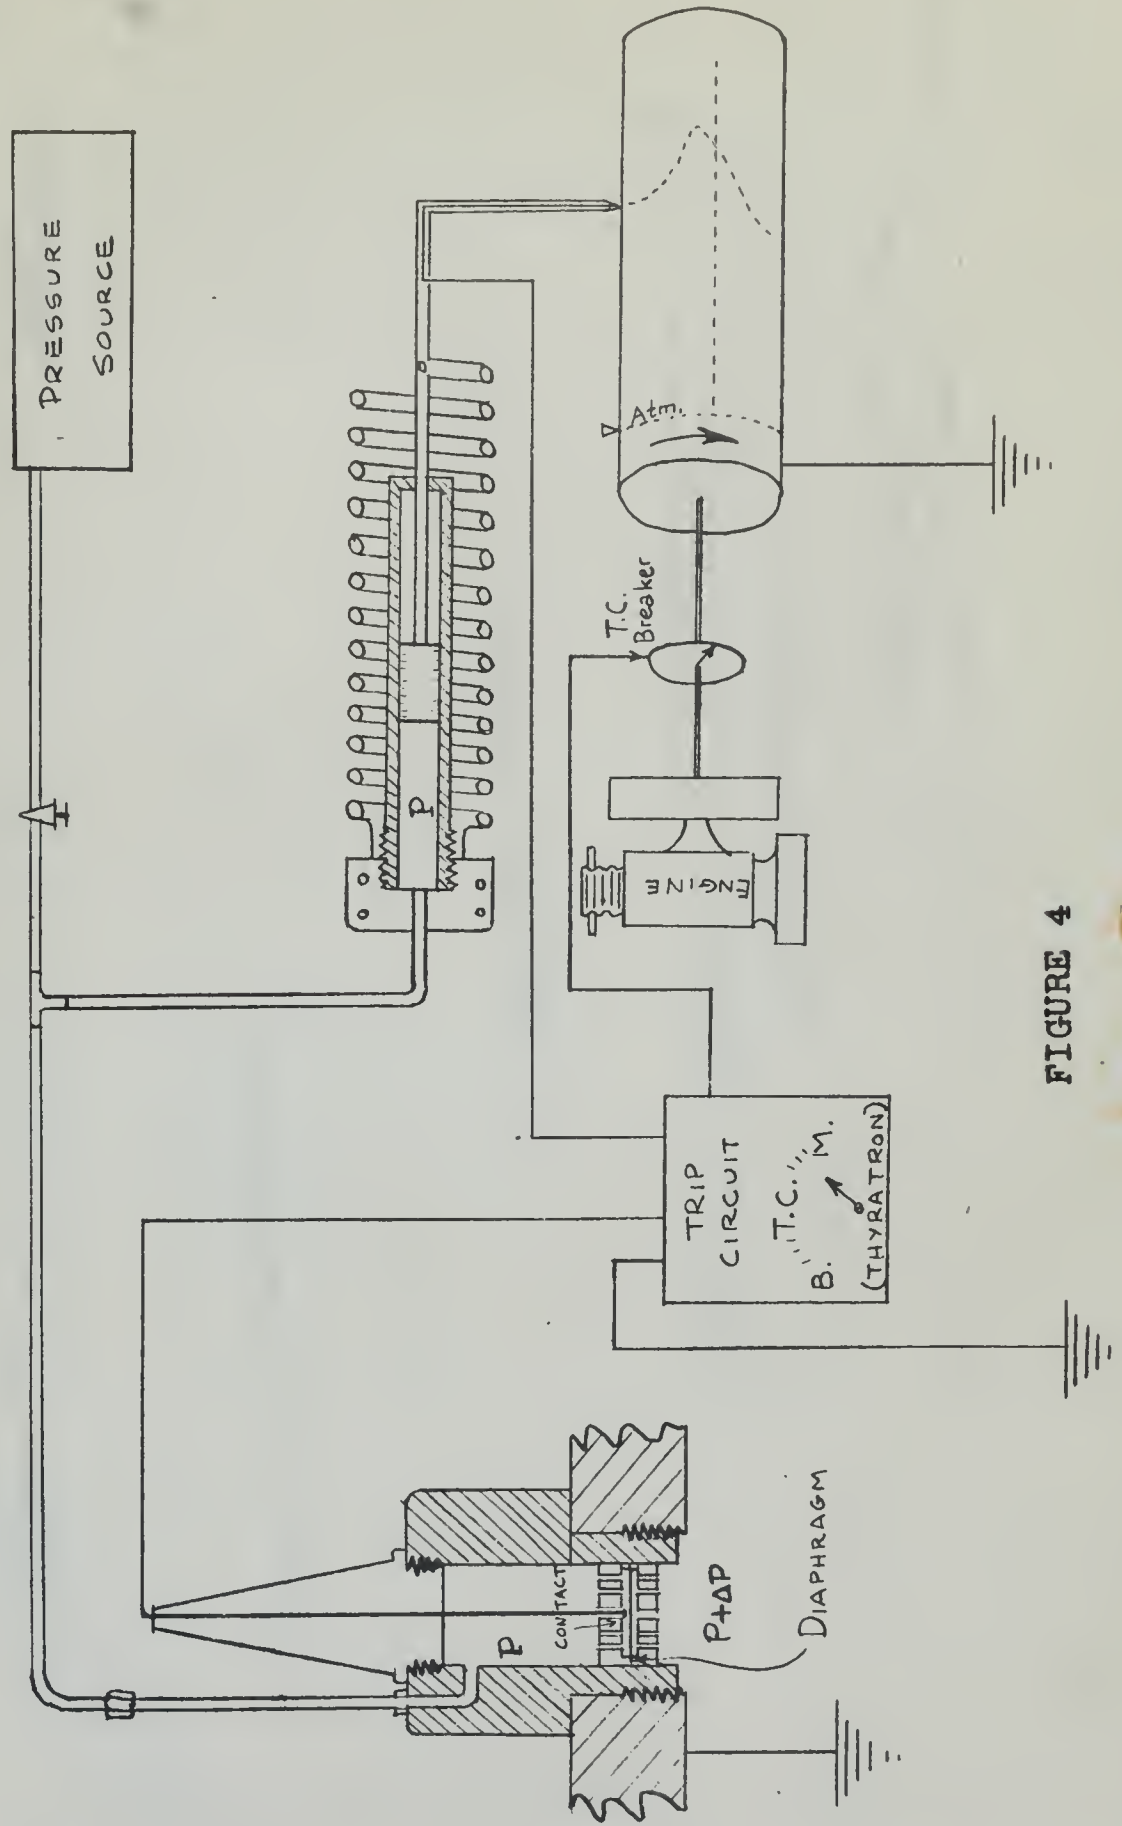 PRESSURE
SOURCE
P
Atm.
T.C.
Breaker
ENGINE
TRIP
CIRCUIT
B. T.C. M.
(THYRATRON)
P
CONTACT
P+ΔP
DIAPHRAGM
FIGURE 4